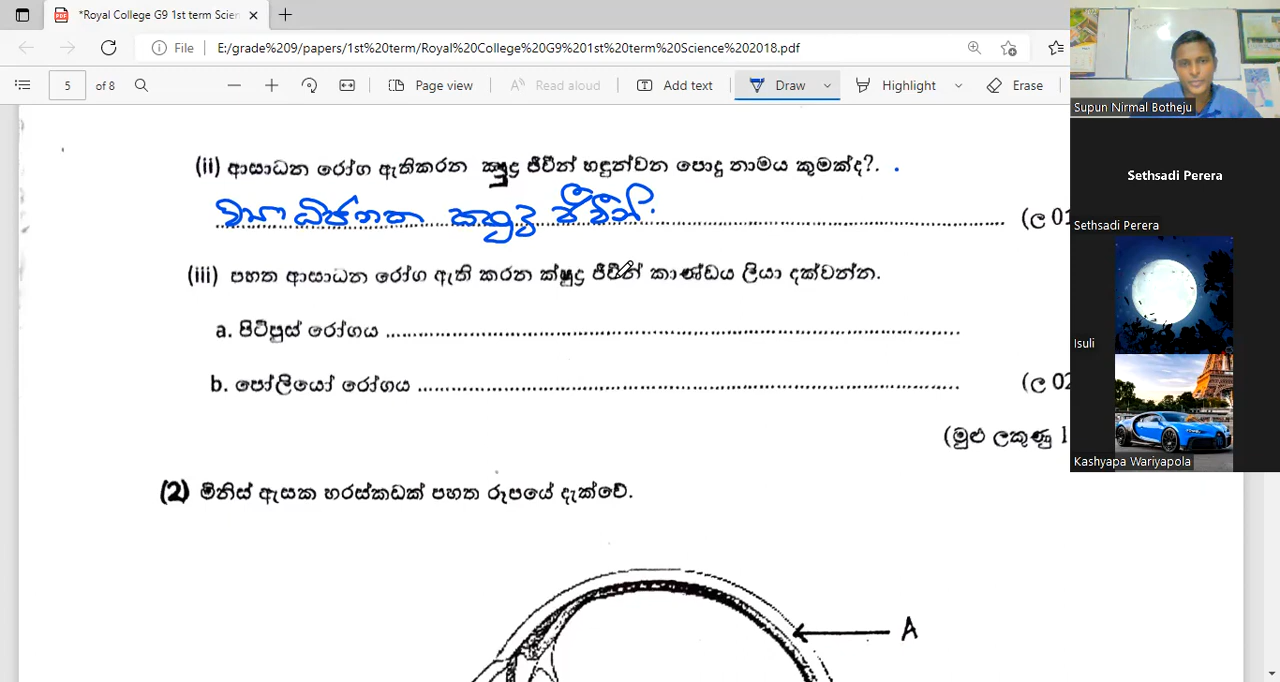 *Royal College G9 1st term Scien
File
E:/grade%209/papers/1st%20term/Royal%20College%20G9%201st%20term%20Science%202018.pdf
5 of 8
Page view
Read aloud
Add text
Draw
Highlight
Erase
(ii) ආසාධන රෝග ඇතිකරන ක්ෂුද්‍ර ජීවීන් හඳුන්වන පොදු නාමය කුමක්ද?.
ව්‍යාධිජනක ක්ෂුද්‍ර ජීවීන්. (ල 01
(iii) පහත ආසාධන රෝග ඇති කරන ක්ෂුද්‍ර ජීවීන් කාණ්ඩය ලියා දක්වන්න.
a. පිටිපුස් රෝගය
b. පෝලියෝ රෝගය (ල 02
(මුළු ලකුණු 1
(2) මිනිස් ඇසක හරස්කඩක් පහත රූපයේ දැක්වේ.
A
Supun Nirmal Botheju
Sethsadi Perera
Sethsadi Perera
Isuli
Kashyapa Wariyapola